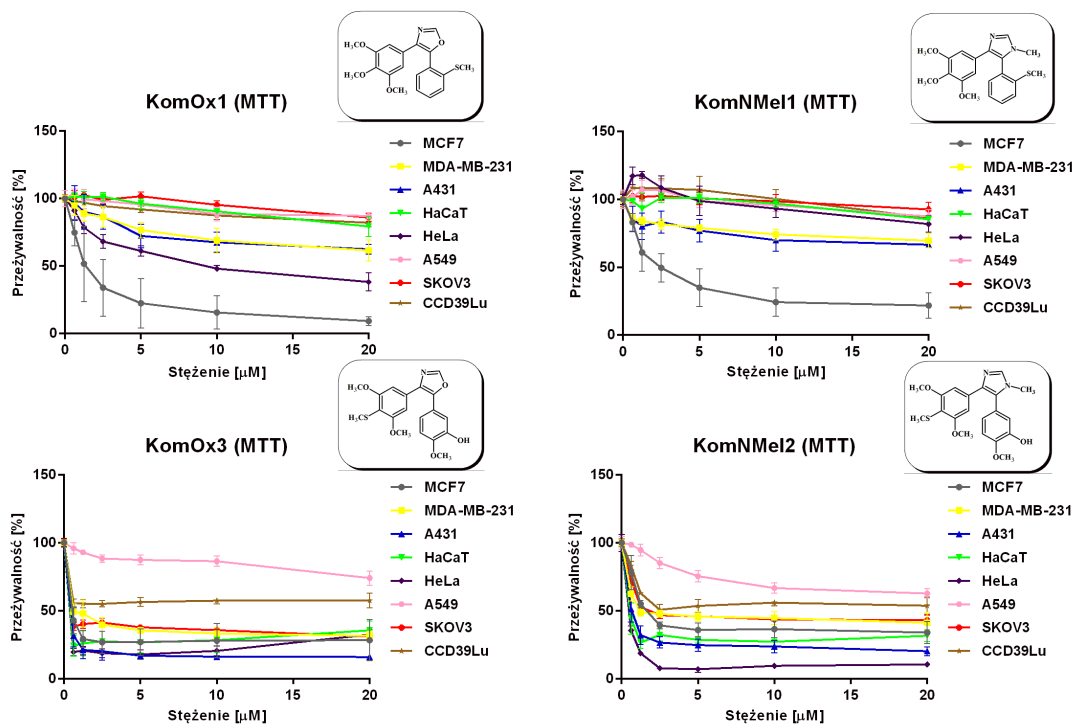 KomOx1 (MTT)
N
O
H₃CO
H₃CO
OCH₃
SCH₃
Przeżywalność [%]
150
100
50
0
0
5
10
15
20
Stężenie [μM]
MCF7
MDA-MB-231
A431
HaCaT
HeLa
A549
SKOV3
CCD39Lu
KomNMeI1 (MTT)
N
N
CH₃
H₃CO
H₃CO
OCH₃
SCH₃
Przeżywalność [%]
150
100
50
0
0
5
10
15
20
Stężenie [μM]
MCF7
MDA-MB-231
A431
HaCaT
HeLa
A549
SKOV3
CCD39Lu
KomOx3 (MTT)
N
O
H₃CO
H₃CS
OCH₃
OH
OCH₃
Przeżywalność [%]
150
100
50
0
0
5
10
15
20
Stężenie [μM]
MCF7
MDA-MB-231
A431
HaCaT
HeLa
A549
SKOV3
CCD39Lu
KomNMeI2 (MTT)
N
N
CH₃
H₃CO
H₃CS
OCH₃
OH
OCH₃
Przeżywalność [%]
150
100
50
0
0
5
10
15
20
Stężenie [μM]
MCF7
MDA-MB-231
A431
HaCaT
HeLa
A549
SKOV3
CCD39Lu